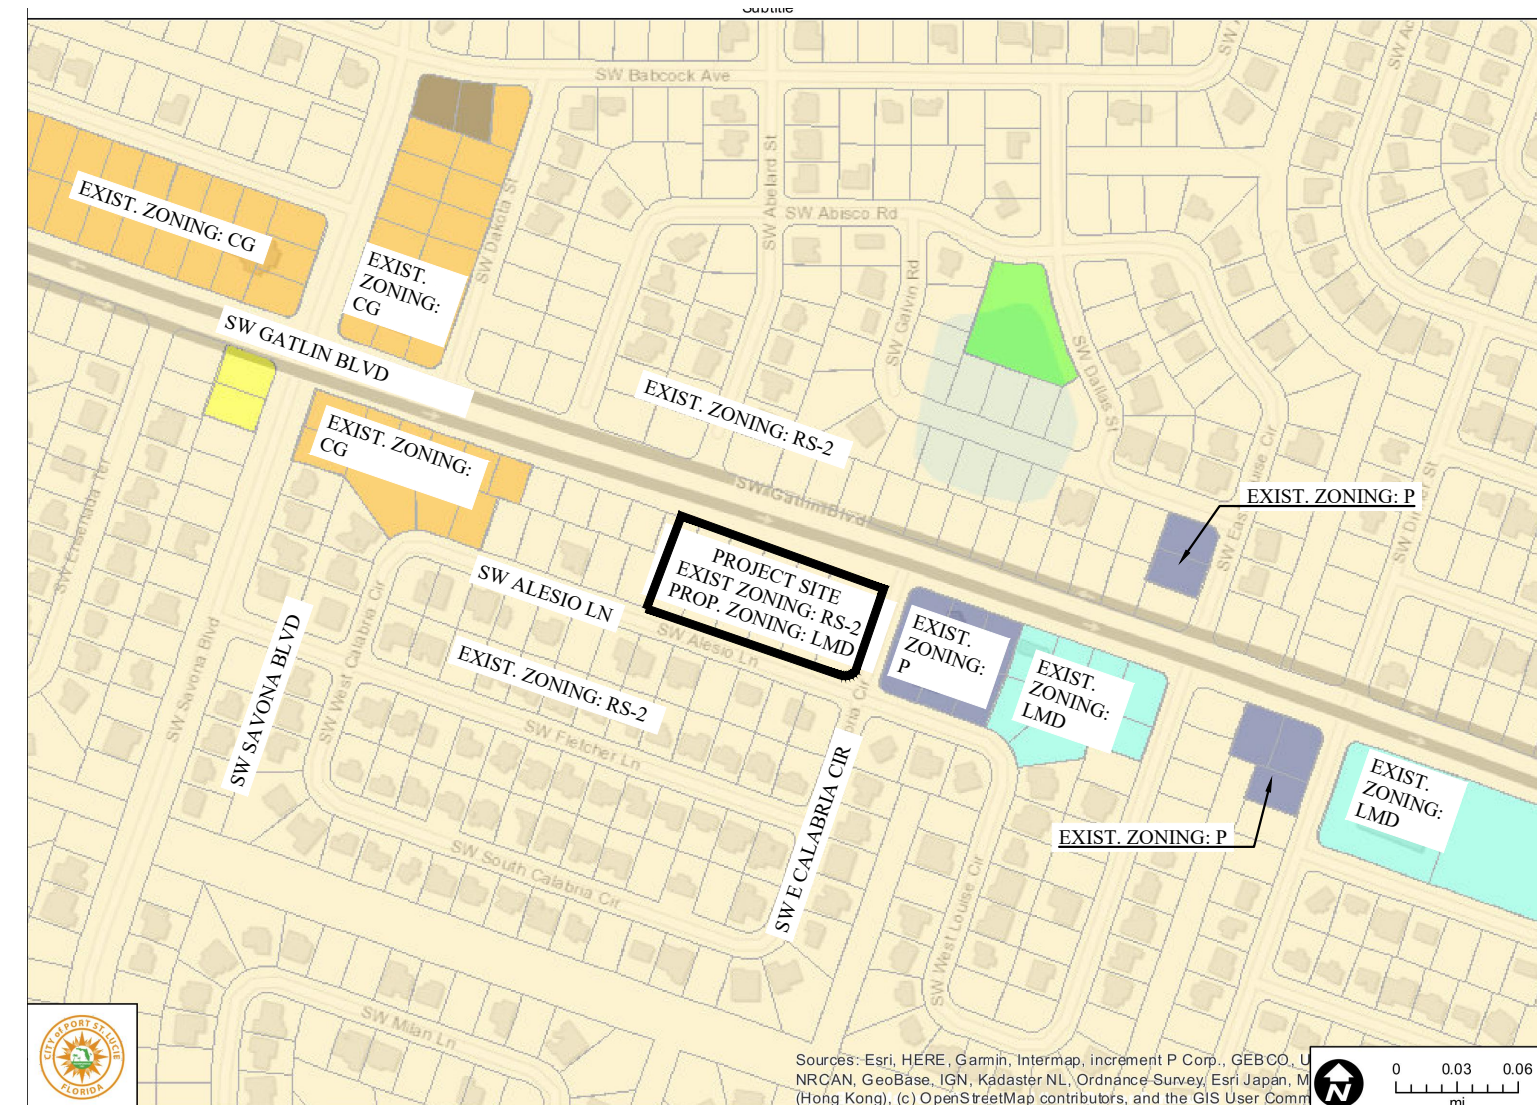 Subtitle
SW Babcock Ave
SW Abelard St
SW Abisco Rd
SW Dakota St
SW Galvin Rd
SW Dallas St
EXIST. ZONING: CG
EXIST.
ZONING:
CG
SW GATLIN BLVD
EXIST. ZONING: RS-2
EXIST. ZONING:
CG
SW Gatlin Blvd
EXIST. ZONING: P
PROJECT SITE
EXIST ZONING: RS-2
PROP. ZONING: LMD
SW ALESIO LN
SW Alesio Ln
EXIST. ZONING: RS-2
EXIST.
ZONING:
P
EXIST.
ZONING:
LMD
EXIST.
ZONING:
LMD
EXIST. ZONING: P
SW Savona Blvd
SW SAVONA BLVD
SW West Calabria Cir
SW Fletcher Ln
SW South Calabria Cir
SW E CALABRIA CIR
SW West Louise Cir
SW Milan Ln
CITY of PORT ST. LUCIE
FLORIDA
Sources: Esri, HERE, Garmin, Intermap, increment P Corp., GEBCO, U
NRCAN, GeoBase, IGN, Kadaster NL, Ordnance Survey, Esri Japan, M
(Hong Kong), (c) OpenStreetMap contributors, and the GIS User Comm
N
0 0.03 0.06
mi